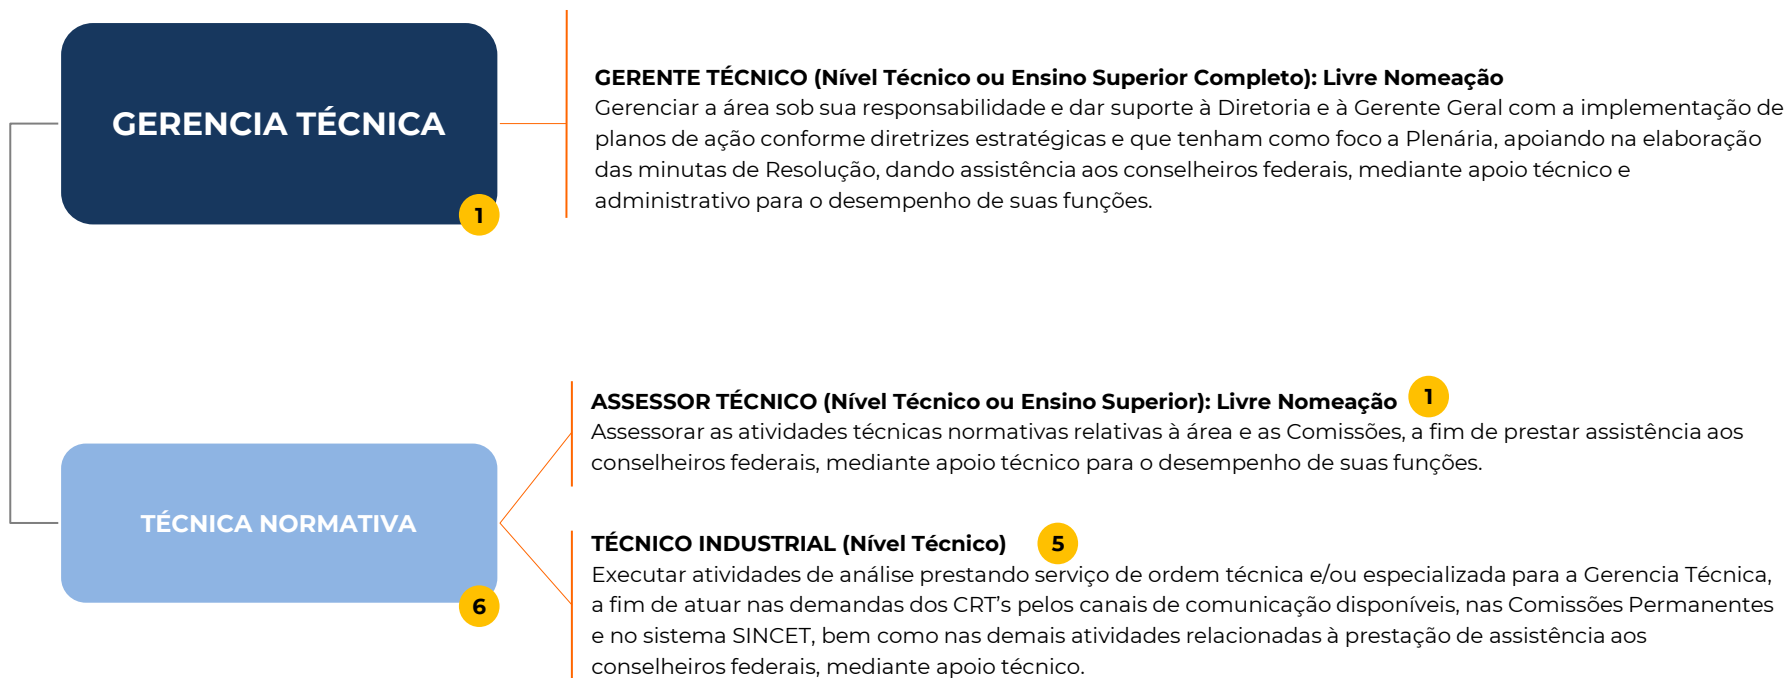 GERENCIA TÉCNICA
1
GERENTE TÉCNICO (Nível Técnico ou Ensino Superior Completo): Livre Nomeação
Gerenciar a área sob sua responsabilidade e dar suporte à Diretoria e à Gerente Geral com a implementação de
planos de ação conforme diretrizes estratégicas e que tenham como foco a Plenária, apoiando na elaboração
das minutas de Resolução, dando assistência aos conselheiros federais, mediante apoio técnico e
administrativo para o desempenho de suas funções.
TÉCNICA NORMATIVA
6
ASSESSOR TÉCNICO (Nível Técnico ou Ensino Superior): Livre Nomeação 1
Assessorar as atividades técnicas normativas relativas à área e as Comissões, a fim de prestar assistência aos
conselheiros federais, mediante apoio técnico para o desempenho de suas funções.
TÉCNICO INDUSTRIAL (Nível Técnico) 5
Executar atividades de análise prestando serviço de ordem técnica e/ou especializada para a Gerencia Técnica,
a fim de atuar nas demandas dos CRT’s pelos canais de comunicação disponíveis, nas Comissões Permanentes
e no sistema SINCET, bem como nas demais atividades relacionadas à prestação de assistência aos
conselheiros federais, mediante apoio técnico.